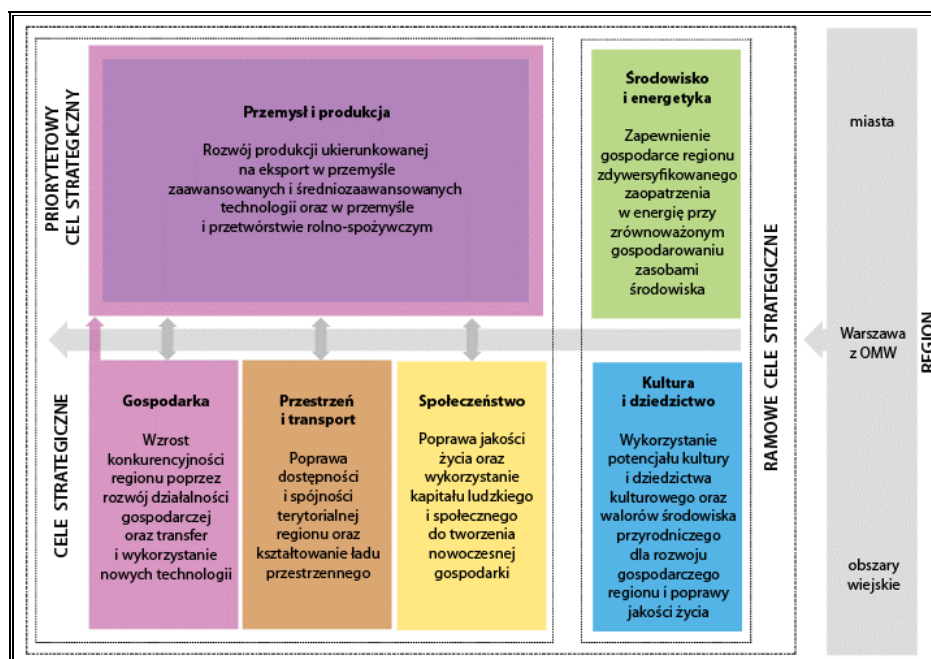 PRIORYTETOWY
CEL STRATEGICZNY
Przemysł i produkcja
Rozwój produkcji ukierunkowanej
na eksport w przemyśle
zaawansowanych i średniozaawansowanych
technologii oraz w przemyśle
i przetwórstwie rolno-spożywczym
Środowisko
i energetyka
Zapewnienie
gospodarce regionu
zdywersyfikowanego
zaopatrzenia
w energię przy
zrównoważonym
gospodarowaniu
zasobami
środowiska
CELE STRATEGICZNE
Gospodarka
Wzrost
konkurencyjności
regionu poprzez
rozwój działalności
gospodarczej
oraz transfer
i wykorzystanie
nowych technologii
Przestrzeń
i transport
Poprawa
dostępności
i spójności
terytorialnej
regionu oraz
kształtowanie ładu
przestrzennego
Społeczeństwo
Poprawa jakości
życia oraz
wykorzystanie
kapitału ludzkiego
i społecznego
do tworzenia
nowoczesnej
gospodarki
Kultura
i dziedzictwo
Wykorzystanie
potencjału kultury
i dziedzictwa
kulturowego oraz
walorów środowiska
przyrodniczego
dla rozwoju
gospodarczego
regionu i poprawy
jakości życia
RAMOWE CELE STRATEGICZNE
miasta
Warszawa
z OMW
obszary
wiejskie
REGION